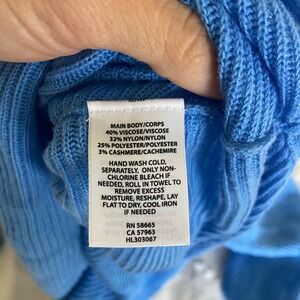 MAIN BODY/CORPS
40% VISCOSE/VISCOSE
32% NYLON/NYLON
25% POLYESTER/POLYESTER
3% CASHMERE/CACHEMIRE
HAND WASH COLD,
SEPARATELY, ONLY NON-
CHLORINE BLEACH IF
NEEDED, ROLL IN TOWEL TO
REMOVE EXCESS
MOISTURE, RESHAPE, LAY
FLAT TO DRY, COOL IRON
IF NEEDED
RN 58665
CA 57963
HL303067